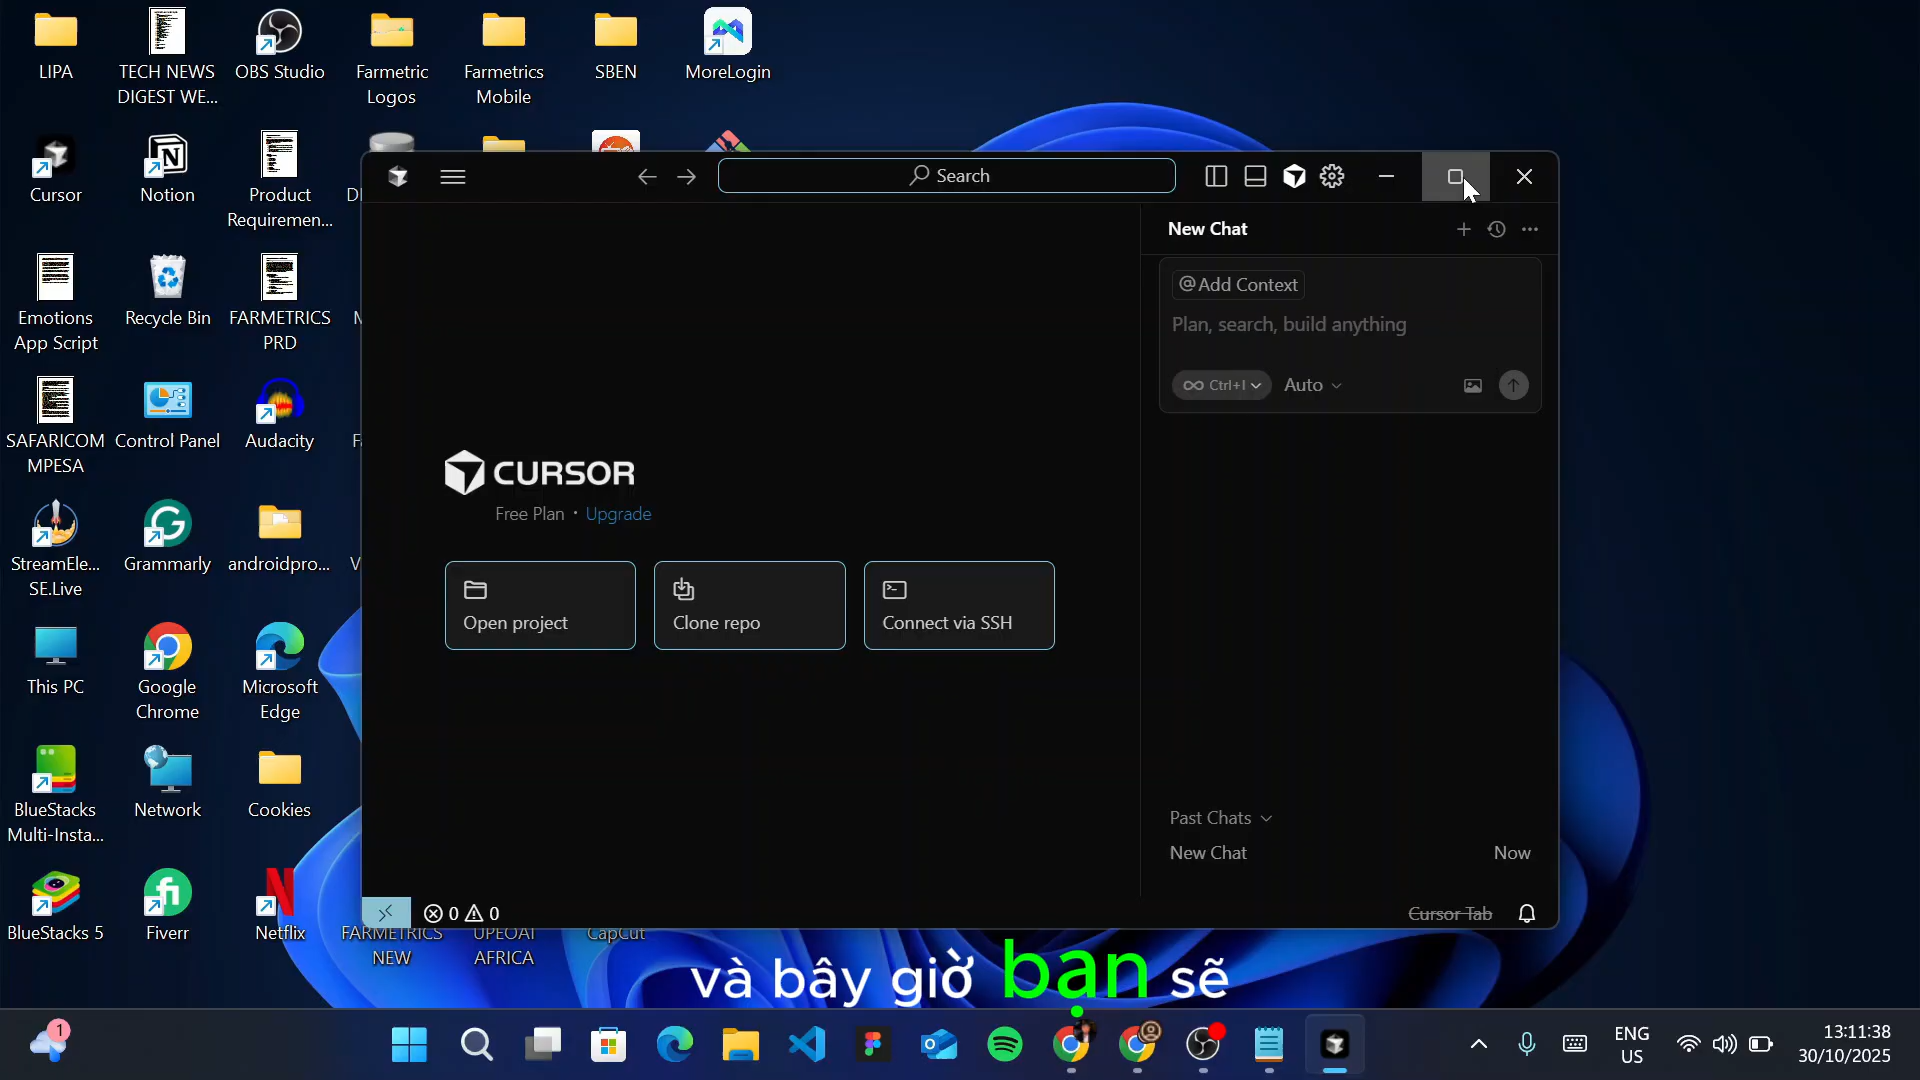 LIPA
TECH NEWS
DIGEST WE...
OBS Studio
Farmetric
Logos
Farmetrics
Mobile
SBEN
MoreLogin
Cursor
Notion
Product
Requiremen...
Search
New Chat
@Add Context
Plan, search, build anything
Ctrl+I
Auto
Emotions
App Script
Recycle Bin
FARMETRICS
PRD
SAFARICOM
MPESA
Control Panel
Audacity
CURSOR
Free Plan • Upgrade
Open project
Clone repo
Connect via SSH
StreamEle...
SE.Live
Grammarly
androidpro...
This PC
Google
Chrome
Microsoft
Edge
BlueStacks
Multi-Insta...
Network
Cookies
Past Chats
New Chat
Now
BlueStacks 5
Fiverr
Netflix
0
0
Cursor Tab
FARMETRICS
NEW
UPEOAI
AFRICA
CapCut
và bây giờ bạn sẽ
1
ENG
US
13:11:38
30/10/2025